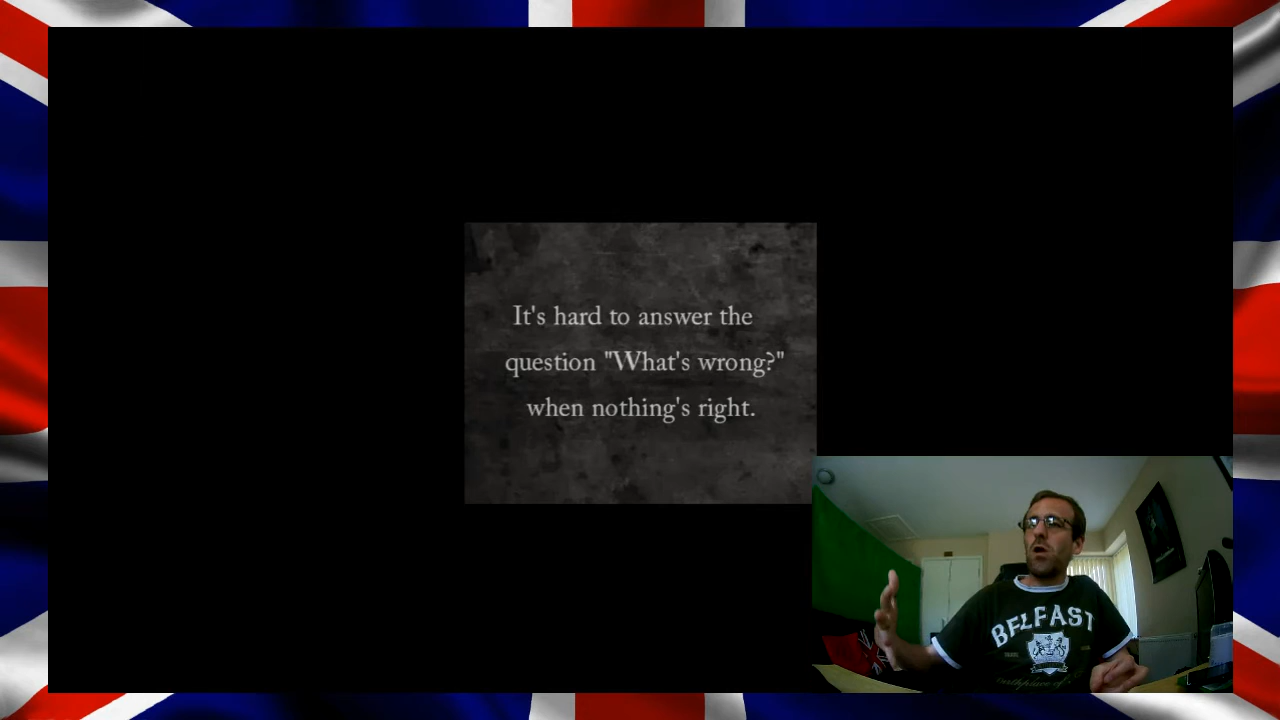 It's hard to answer the
question "What's wrong?"
when nothing's right.
BELFAST